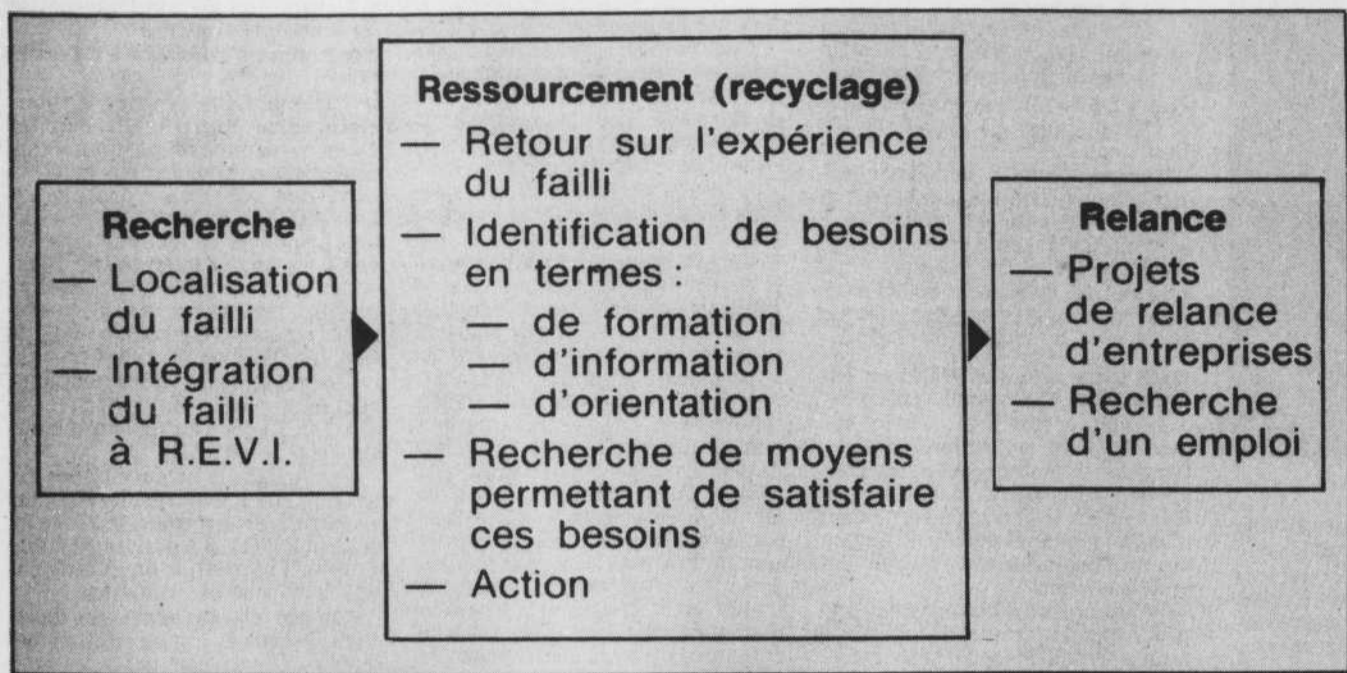 Recherche
— Localisation
du failli
— Intégration
du failli
à R.E.V.I.
Ressourcement (recyclage)
— Retour sur l'expérience
du failli
— Identification de besoins
en termes :
— de formation
— d'information
— d'orientation
— Recherche de moyens
permettant de satisfaire
ces besoins
— Action
Relance
— Projets
de relance
d'entreprises
— Recherche
d'un emploi